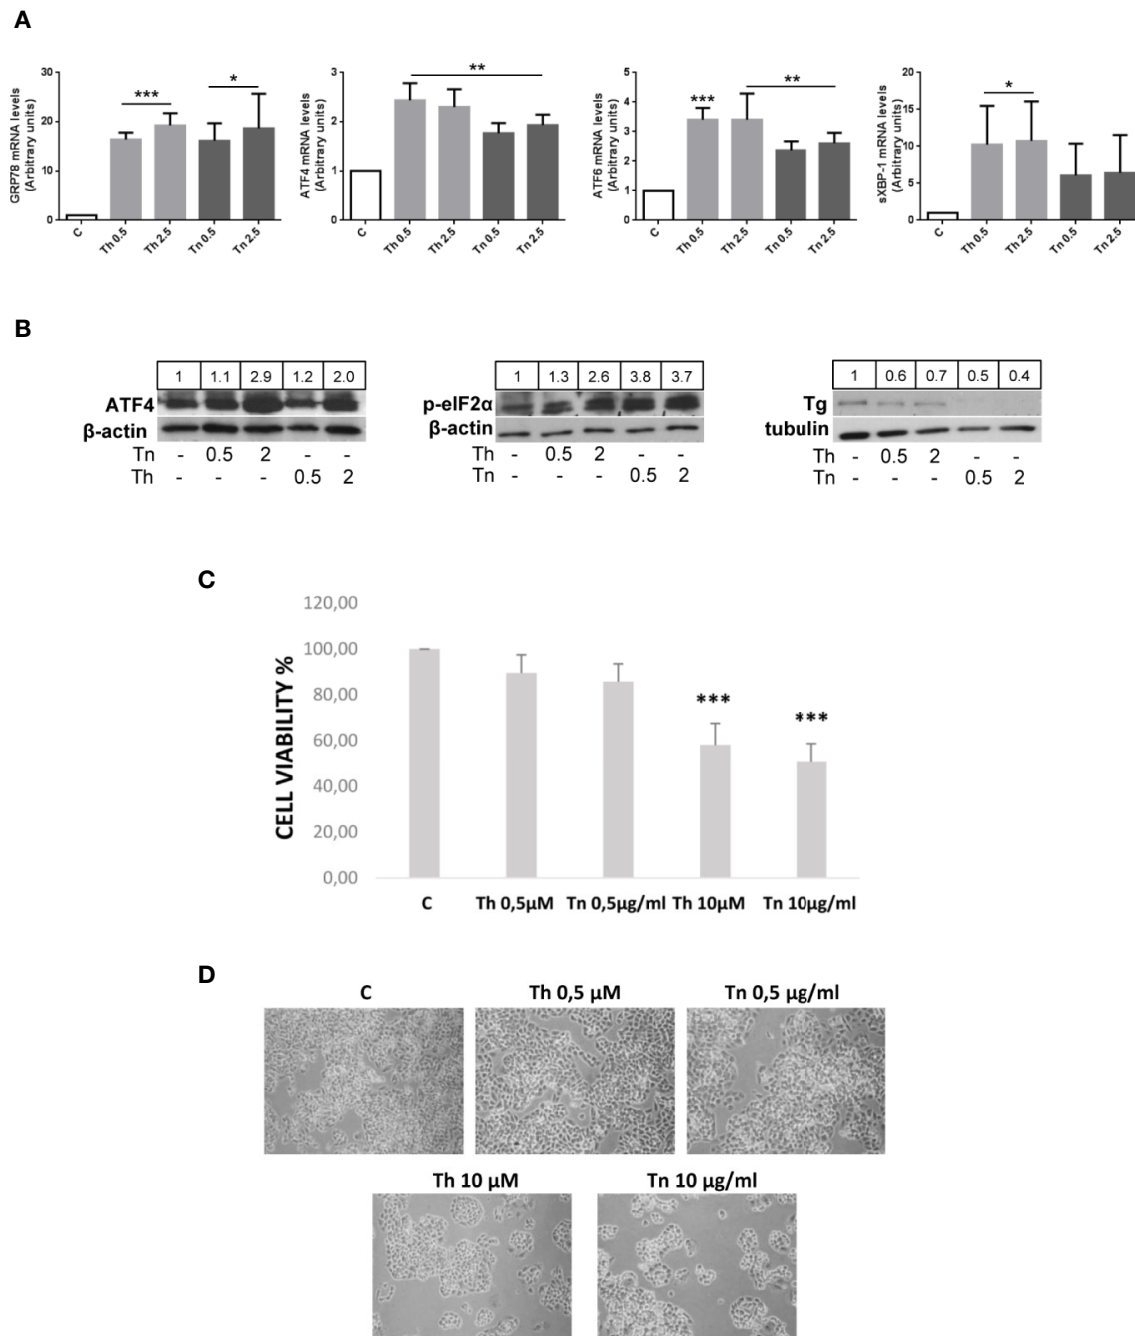 A
GRP78 mRNA levels
(Arbitrary units)
30
20
10
0
***
*
C
Th 0.5
Th 2.5
Tn 0.5
Tn 2.5
ATF4 mRNA levels
(Arbitrary units)
3
2
1
0
**
C
Th 0.5
Th 2.5
Tn 0.5
Tn 2.5
ATF6 mRNA levels
(Arbitrary units)
5
4
3
2
1
0
***
**
C
Th 0.5
Th 2.5
Tn 0.5
Tn 2.5
sXBP-1 mRNA levels
(Arbitrary units)
20
15
10
5
0
*
C
Th 0.5
Th 2.5
Tn 0.5
Tn 2.5
B
1 1.1 2.9 1.2 2.0
ATF4
β-actin
Tn - 0.5 2 - -
Th - - - 0.5 2
1 1.3 2.6 3.8 3.7
p-eIF2α
β-actin
Th - 0.5 2 - -
Tn - - - 0.5 2
1 0.6 0.7 0.5 0.4
Tg
tubulin
Th - 0.5 2 - -
Tn - - - 0.5 2
C
CELL VIABILITY %
120,00
100,00
80,00
60,00
40,00
20,00
0,00
***
***
C
Th 0,5µM
Tn 0,5µg/ml
Th 10µM
Tn 10µg/ml
D
C
Th 0,5 µM
Tn 0,5 µg/ml
Th 10 µM
Tn 10 µg/ml